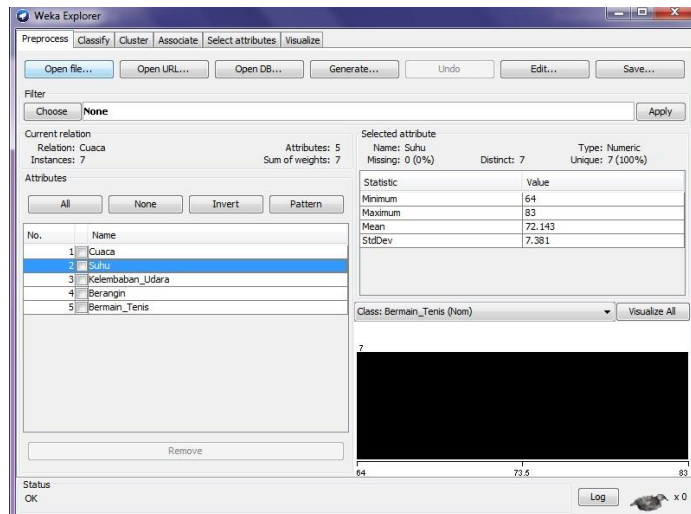 Weka Explorer
Preprocess Classify Cluster Associate Select attributes Visualize
Open file... Open URL... Open DB... Generate... Undo Edit... Save...
Filter
Choose None Apply
Current relation
Relation: Cuaca Attributes: 5
Instances: 7 Sum of weights: 7
Attributes
All None Invert Pattern
No. Name
1 Cuaca
2 Suhu
3 Kelembaban_Udara
4 Berangin
5 Bermain_Tenis
Remove
Selected attribute
Name: Suhu Type: Numeric
Missing: 0 (0%) Distinct: 7 Unique: 7 (100%)
Statistic Value
Minimum 64
Maximum 83
Mean 72.143
StdDev 7.381
Class: Bermain_Tenis (Nom) Visualize All
7
64 73.5 83
Status
OK Log x 0